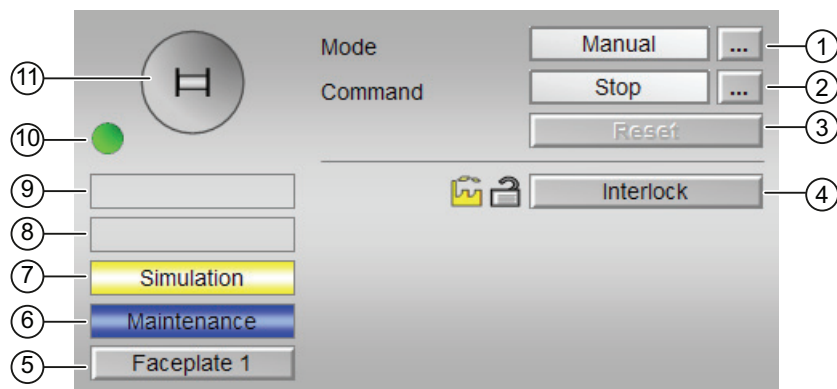 Mode Manual ... 1
Command Stop ... 2
Reset 3
Interlock 4
11
10
9
8
7 Simulation
6 Maintenance
5 Faceplate 1